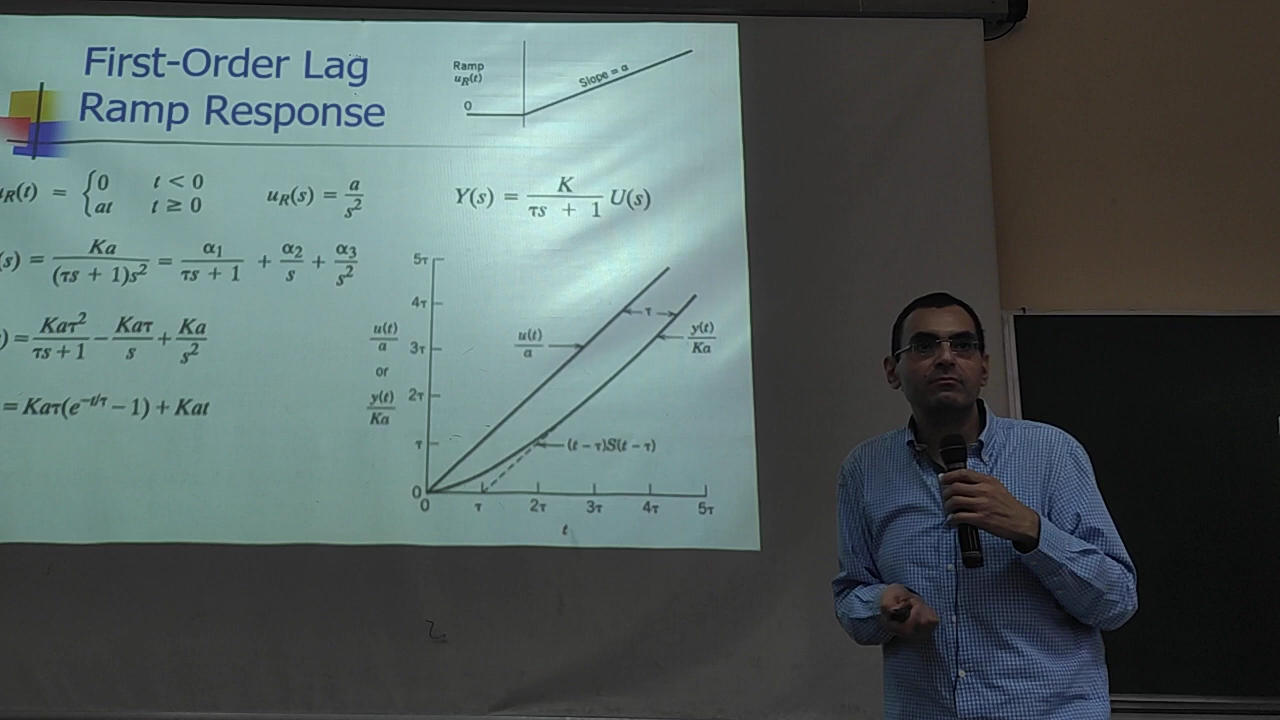 First-Order Lag
Ramp Response
Ramp
u_R(t)
0
Slope = a
u_R(t) = { 0 t < 0
at t ≥ 0
u_R(s) = a/s²
Y(s) = K/(τs + 1) U(s)
(s) = Ka/((τs + 1)s²) = α₁/(τs + 1) + α₂/s + α₃/s²
) = Kaτ²/(τs + 1) − Kaτ/s + Ka/s²
= Kaτ(e^(−t/τ) − 1) + Kat
u(t)/a
or
y(t)/Ka
5τ
4τ
3τ
2τ
τ
0
u(t)/a
τ
y(t)/Ka
(t − τ)S(t − τ)
0 τ 2τ 3τ 4τ 5τ
t